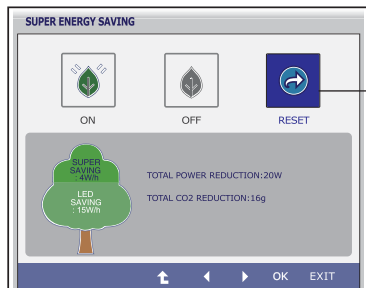 SUPER ENERGY SAVING
ON OFF RESET
SUPER
SAVING
: 4W/h
LED
SAVING
: 15W/h
TOTAL POWER REDUCTION:20W
TOTAL CO2 REDUCTION:16g
OK EXIT